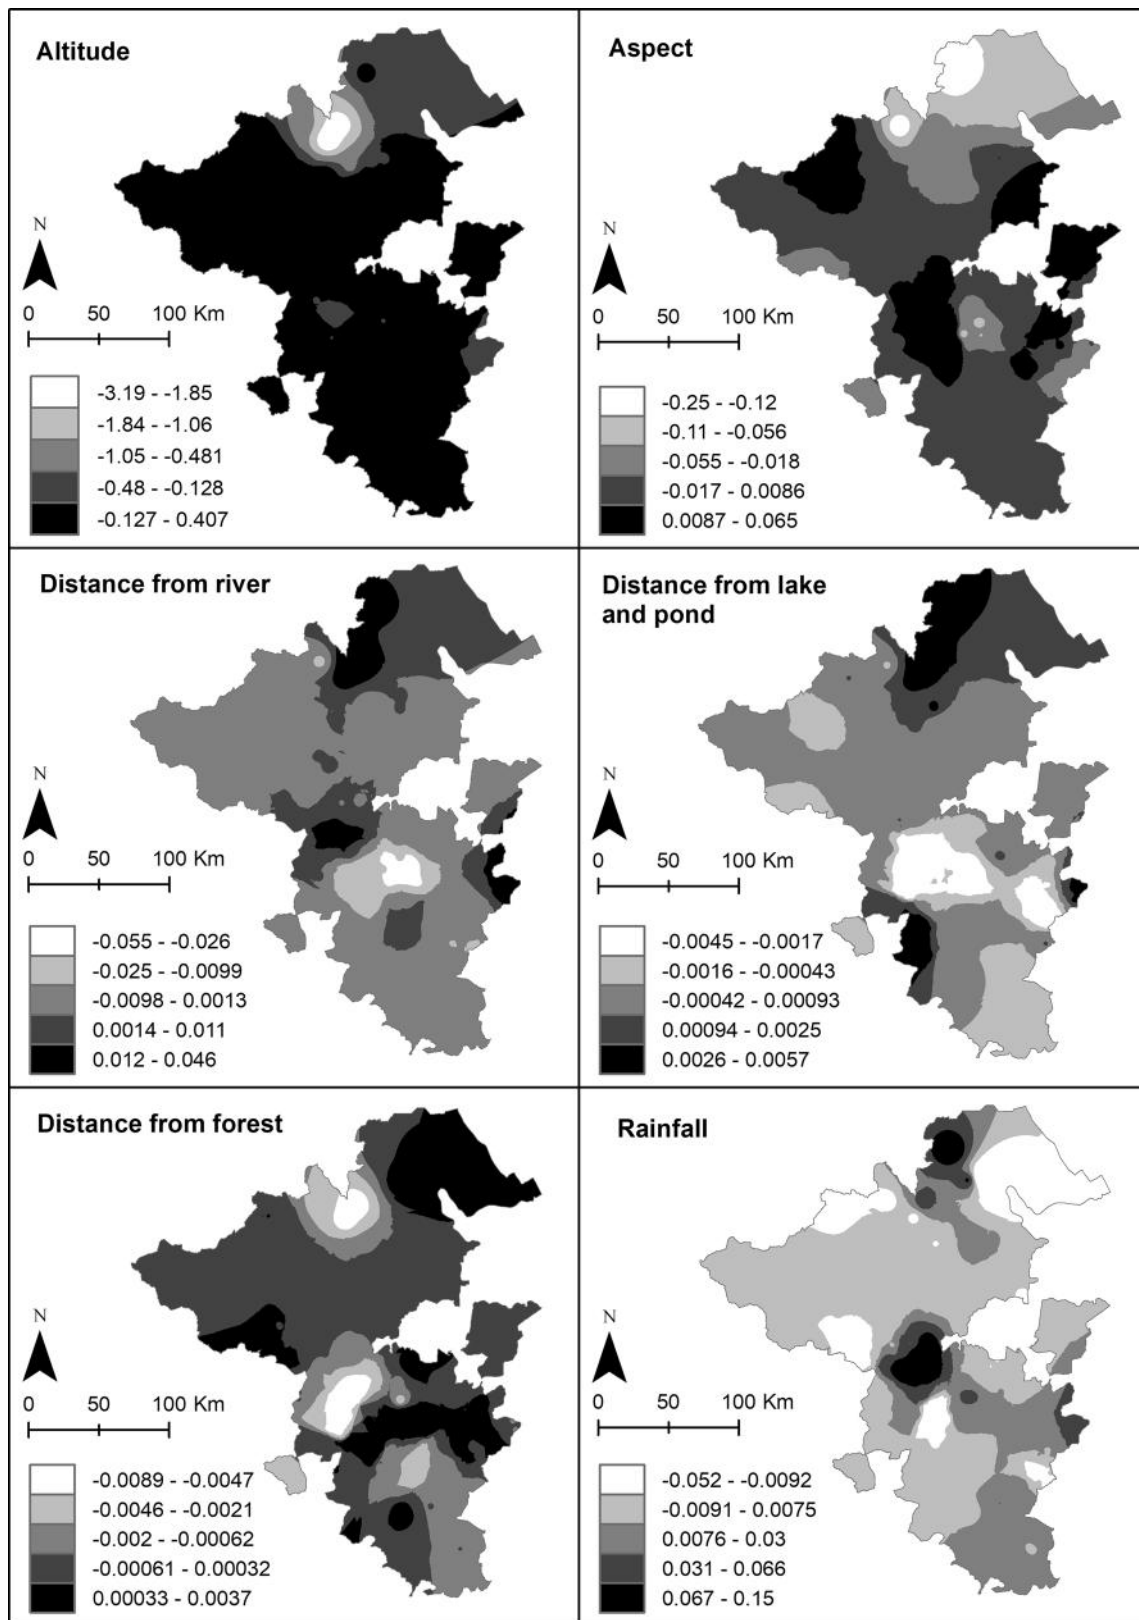 Altitude
N
0 50 100 Km
-3.19 - -1.85
-1.84 - -1.06
-1.05 - -0.481
-0.48 - -0.128
-0.127 - 0.407
Aspect
N
0 50 100 Km
-0.25 - -0.12
-0.11 - -0.056
-0.055 - -0.018
-0.017 - 0.0086
0.0087 - 0.065
Distance from river
N
0 50 100 Km
-0.055 - -0.026
-0.025 - -0.0099
-0.0098 - 0.0013
0.0014 - 0.011
0.012 - 0.046
Distance from lake
and pond
N
0 50 100 Km
-0.0045 - -0.0017
-0.0016 - -0.00043
-0.00042 - 0.00093
0.00094 - 0.0025
0.0026 - 0.0057
Distance from forest
N
0 50 100 Km
-0.0089 - -0.0047
-0.0046 - -0.0021
-0.002 - -0.00062
-0.00061 - 0.00032
0.00033 - 0.0037
Rainfall
N
0 50 100 Km
-0.052 - -0.0092
-0.0091 - 0.0075
0.0076 - 0.03
0.031 - 0.066
0.067 - 0.15